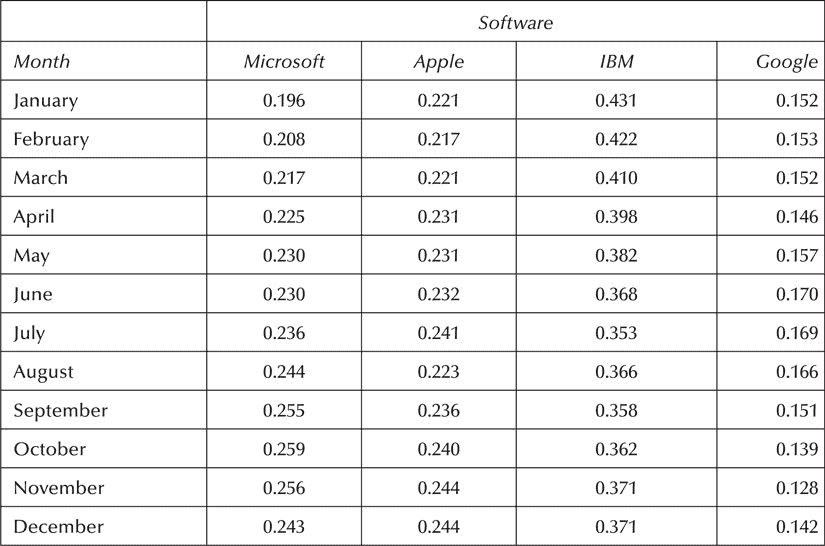 Software
Month Microsoft Apple IBM Google
January 0.196 0.221 0.431 0.152
February 0.208 0.217 0.422 0.153
March 0.217 0.221 0.410 0.152
April 0.225 0.231 0.398 0.146
May 0.230 0.231 0.382 0.157
June 0.230 0.232 0.368 0.170
July 0.236 0.241 0.353 0.169
August 0.244 0.223 0.366 0.166
September 0.255 0.236 0.358 0.151
October 0.259 0.240 0.362 0.139
November 0.256 0.244 0.371 0.128
December 0.243 0.244 0.371 0.142